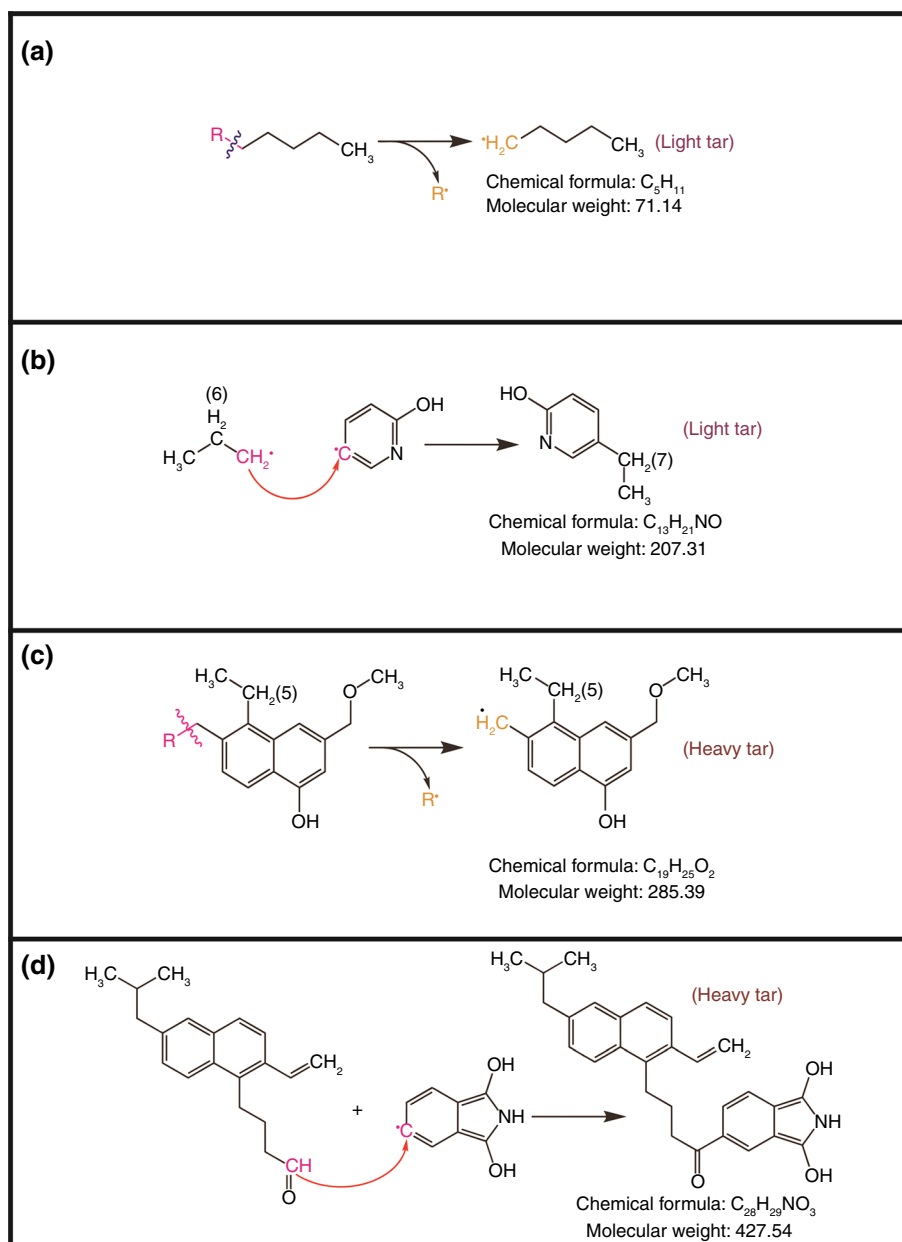 (a)
R
CH₃
R•
•H₂C
CH₃
(Light tar)
Chemical formula: C₅H₁₁
Molecular weight: 71.14
(b)
(6)
H₂
C
H₃C
CH₂•
OH
•C
N
HO
N
CH₂(7)
CH₃
(Light tar)
Chemical formula: C₁₃H₂₁NO
Molecular weight: 207.31
(c)
H₃C
CH₂(5)
O
CH₃
R
OH
R•
H₃C
CH₂(5)
O
CH₃
•
H₂C
OH
(Heavy tar)
Chemical formula: C₁₉H₂₅O₂
Molecular weight: 285.39
(d)
H₃C
CH₃
CH₂
CH
O
+
OH
•C
NH
OH
H₃C
CH₃
(Heavy tar)
CH₂
OH
NH
O
OH
Chemical formula: C₂₈H₂₉NO₃
Molecular weight: 427.54